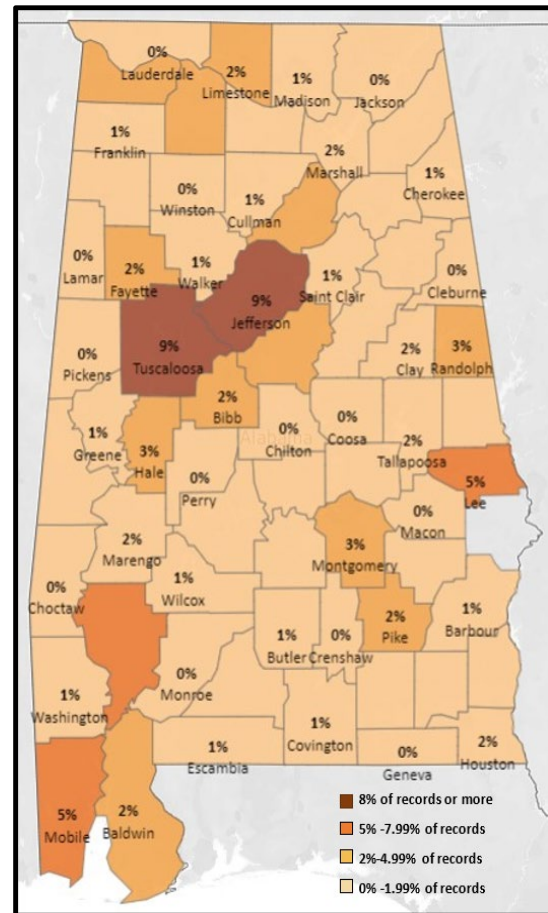 0%
Lauderdale
2%
Limestone
1%
Madison
0%
Jackson
1%
Franklin
2%
Marshall
1%
Cherokee
0%
Winston
1%
Cullman
0%
Lamar
2%
Fayette
1%
Walker
9%
Jefferson
1%
Saint Clair
0%
Cleburne
0%
Pickens
9%
Tuscaloosa
2%
Clay
3%
Randolph
2%
Bibb
Alabama
1%
Greene
3%
Hale
0%
Chilton
0%
Coosa
2%
Tallapoosa
5%
Lee
0%
Perry
0%
Macon
2%
Marengo
3%
Montgomery
0%
Choctaw
1%
Wilcox
2%
Pike
1%
Barbour
1%
Butler
0%
Crenshaw
0%
Monroe
1%
Washington
1%
Covington
1%
Escambia
0%
Geneva
2%
Houston
5%
Mobile
2%
Baldwin
8% of records or more
5% -7.99% of records
2%-4.99% of records
0% -1.99% of records